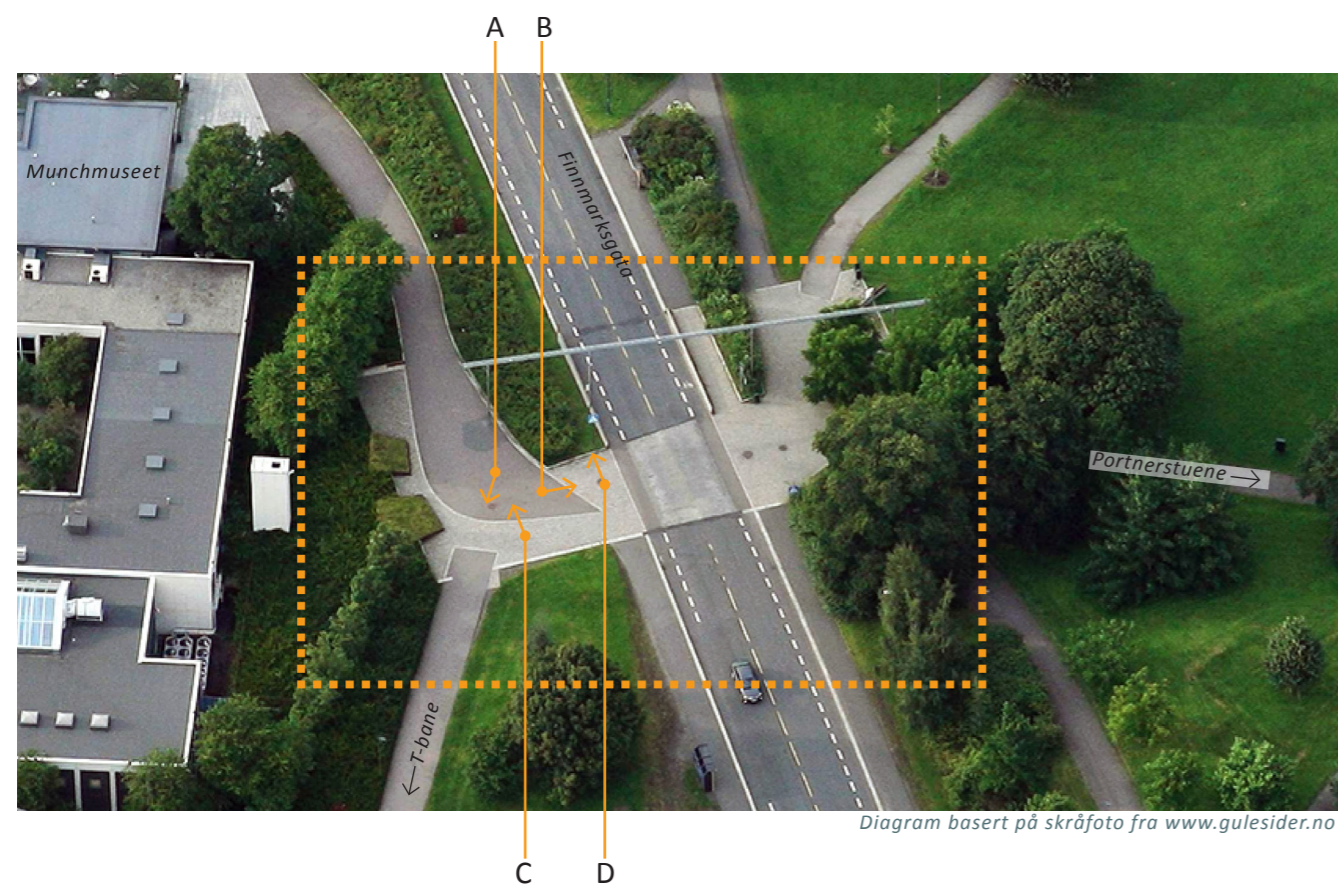 A B
Munchmuseet
Finnmarksgata
Portnerstuene →
← T-bane
Diagram basert på skråfoto fra www.gulesider.no
C D